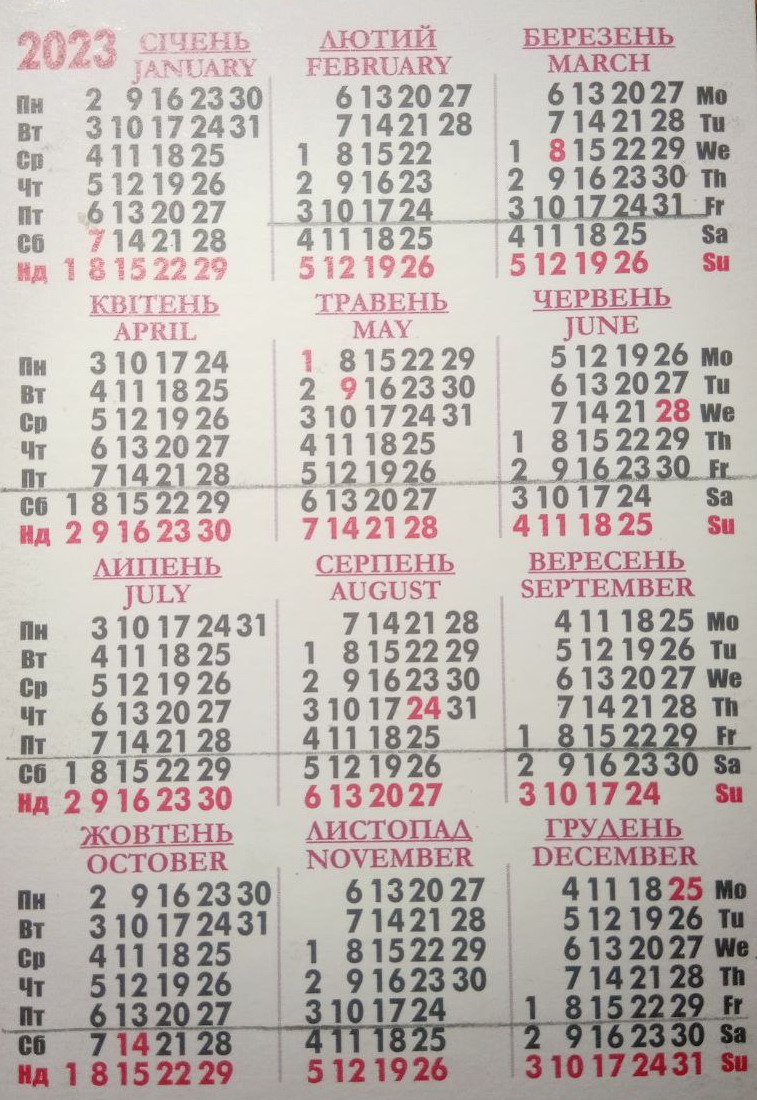 2023 СІЧЕНЬ ЛЮТИЙ БЕРЕЗЕНЬ
JANUARY FEBRUARY MARCH
Пн 2 9 16 23 30 6 13 20 27 6 13 20 27 Mo
Вт 3 10 17 24 31 7 14 21 28 7 14 21 28 Tu
Ср 4 11 18 25 1 8 15 22 1 8 15 22 29 We
Чт 5 12 19 26 2 9 16 23 2 9 16 23 30 Th
Пт 6 13 20 27 3 10 17 24 3 10 17 24 31 Fr
Сб 7 14 21 28 4 11 18 25 4 11 18 25 Sa
Нд 1 8 15 22 29 5 12 19 26 5 12 19 26 Su
КВІТЕНЬ ТРАВЕНЬ ЧЕРВЕНЬ
APRIL MAY JUNE
Пн 3 10 17 24 1 8 15 22 29 5 12 19 26 Mo
Вт 4 11 18 25 2 9 16 23 30 6 13 20 27 Tu
Ср 5 12 19 26 3 10 17 24 31 7 14 21 28 We
Чт 6 13 20 27 4 11 18 25 1 8 15 22 29 Th
Пт 7 14 21 28 5 12 19 26 2 9 16 23 30 Fr
Сб 1 8 15 22 29 6 13 20 27 3 10 17 24 Sa
Нд 2 9 16 23 30 7 14 21 28 4 11 18 25 Su
ЛИПЕНЬ СЕРПЕНЬ ВЕРЕСЕНЬ
JULY AUGUST SEPTEMBER
Пн 3 10 17 24 31 7 14 21 28 4 11 18 25 Mo
Вт 4 11 18 25 1 8 15 22 29 5 12 19 26 Tu
Ср 5 12 19 26 2 9 16 23 30 6 13 20 27 We
Чт 6 13 20 27 3 10 17 24 31 7 14 21 28 Th
Пт 7 14 21 28 4 11 18 25 1 8 15 22 29 Fr
Сб 1 8 15 22 29 5 12 19 26 2 9 16 23 30 Sa
Нд 2 9 16 23 30 6 13 20 27 3 10 17 24 Su
ЖОВТЕНЬ ЛИСТОПАД ГРУДЕНЬ
OCTOBER NOVEMBER DECEMBER
Пн 2 9 16 23 30 6 13 20 27 4 11 18 25 Mo
Вт 3 10 17 24 31 7 14 21 28 5 12 19 26 Tu
Ср 4 11 18 25 1 8 15 22 29 6 13 20 27 We
Чт 5 12 19 26 2 9 16 23 30 7 14 21 28 Th
Пт 6 13 20 27 3 10 17 24 1 8 15 22 29 Fr
Сб 7 14 21 28 4 11 18 25 2 9 16 23 30 Sa
Нд 1 8 15 22 29 5 12 19 26 3 10 17 24 31 Su